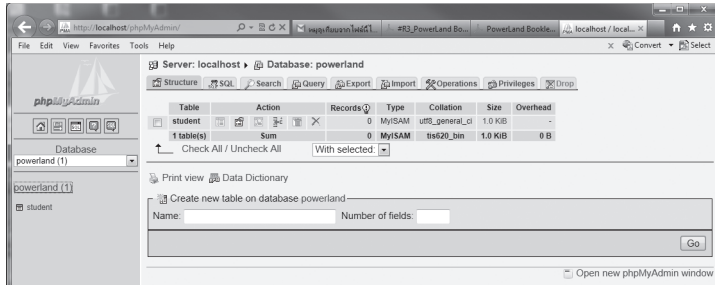 http://localhost/phpMyAdmin/
#R3_PowerLand Bo...
PowerLand Bookle...
localhost / local...
File Edit View Favorites Tools Help
Convert Select
phpMyAdmin
Database
powerland (1)
powerland (1)
student
Server: localhost Database: powerland
Structure SQL Search Query Export Import Operations Privileges Drop
Table Action Records Type Collation Size Overhead
student 0 MyISAM utf8_general_ci 1.0 KiB -
1 table(s) Sum 0 MyISAM tis620_bin 1.0 KiB 0 B
Check All / Uncheck All With selected:
Print view Data Dictionary
Create new table on database powerland
Name: Number of fields:
Go
Open new phpMyAdmin window